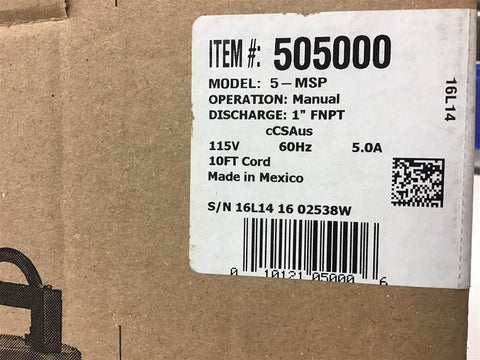 ITEM #: 505000
MODEL: 5-MSP
OPERATION: Manual
DISCHARGE: 1" FNPT
cCSAus
115V 60Hz 5.0A
10FT Cord
Made in Mexico
S/N 16L14 16 02538W
16L14
0 10121 05000 6